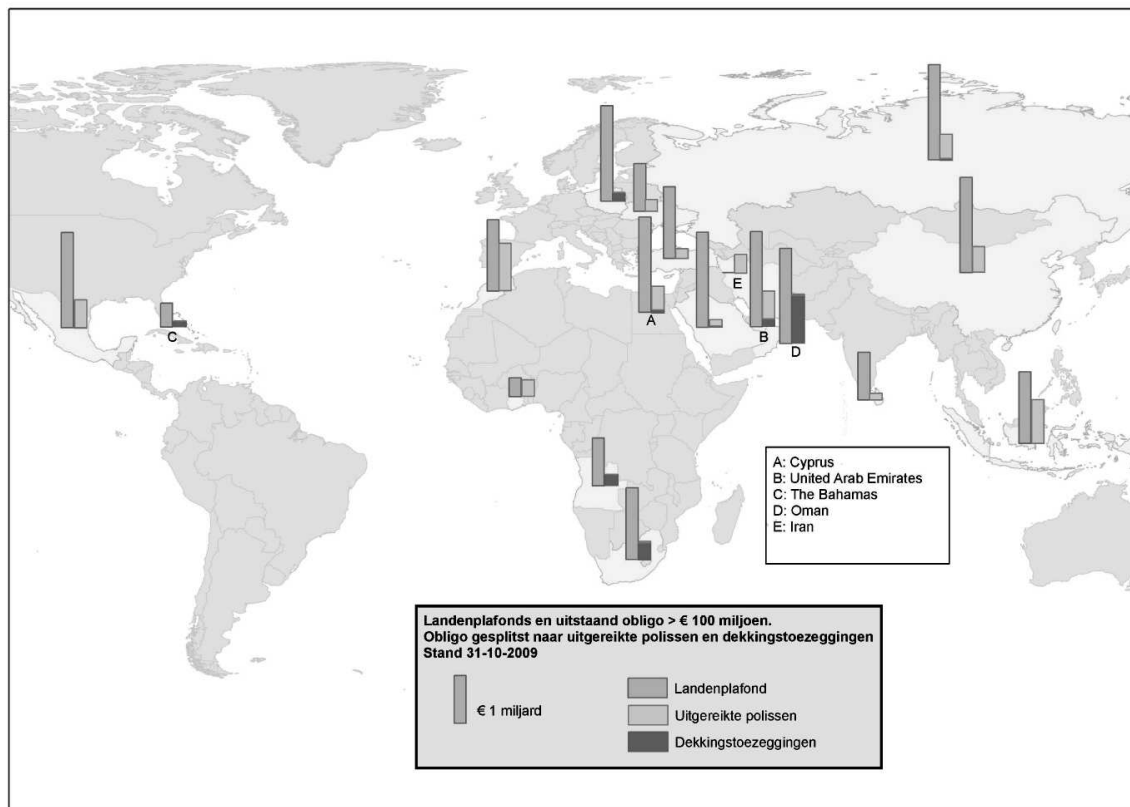 E
A
B
C
D
A: Cyprus
B: United Arab Emirates
C: The Bahamas
D: Oman
E: Iran
Landenplafonds en uitstaand obligo > € 100 miljoen.
Obligo gesplitst naar uitgereikte polissen en dekkingstoezeggingen
Stand 31-10-2009
€ 1 miljard
Landenplafond
Uitgereikte polissen
Dekkingstoezeggingen